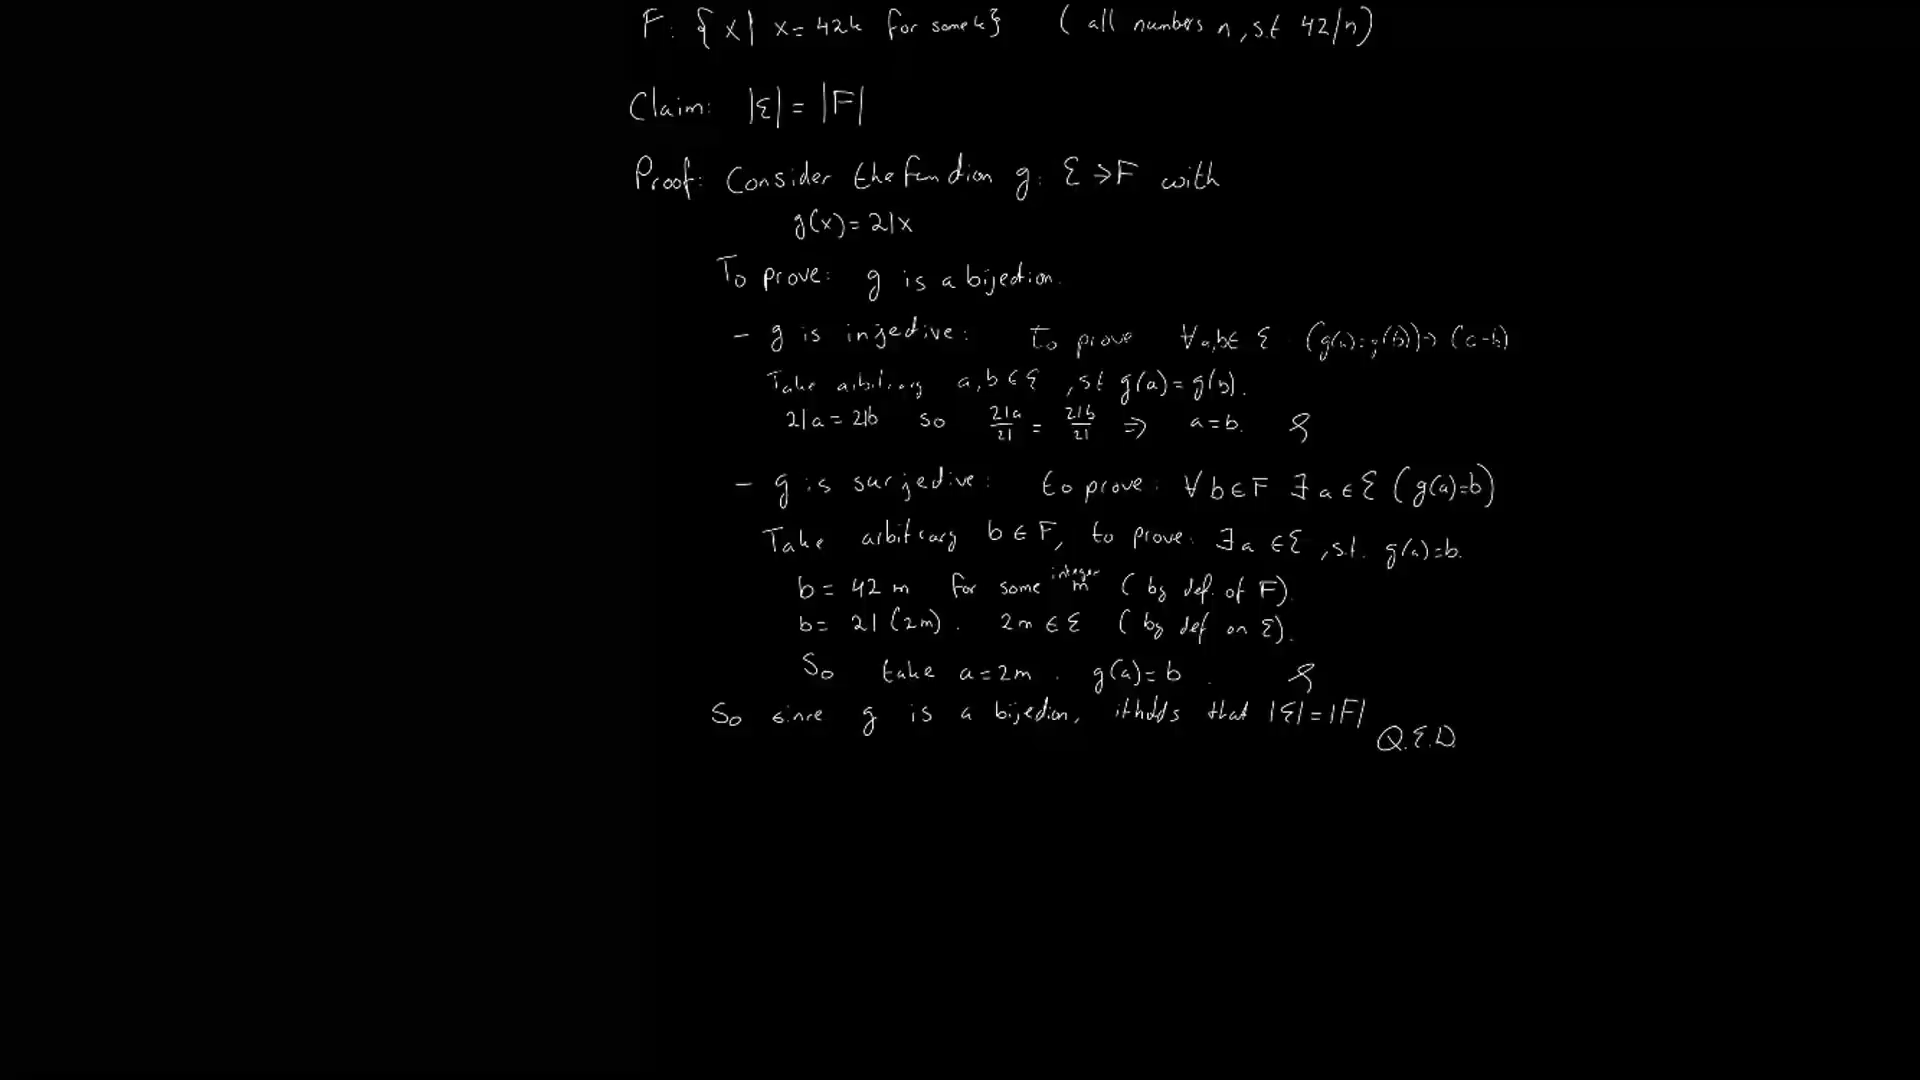 F: {x| x=42k for some k} (all numbers n, s.t 42/n)
Claim: |ℰ| = |F|
Proof: Consider the function g: ℰ → F with
g(x)=21x
To prove: g is a bijection.
- g is injective: to prove ∀a,b∈ ℰ (g(a)=g(b)) → (a=b)
Take arbitrary a,b ∈ ℰ, st g(a) = g(b).
21a = 21b so 21a/21 = 21b/21 ⇒ a=b.
- g is surjective: to prove: ∀b∈F ∃a∈ℰ (g(a)=b)
Take arbitrary b∈F, to prove: ∃a ∈ℰ, s.t. g(a)=b.
b = 42 m for some integer m (by def. of F).
b= 21(2m). 2m∈ℰ (by def on ℰ).
So take a=2m. g(a)=b.
So since g is a bijection, it holds that |ℰ|=|F|
Q.E.D.